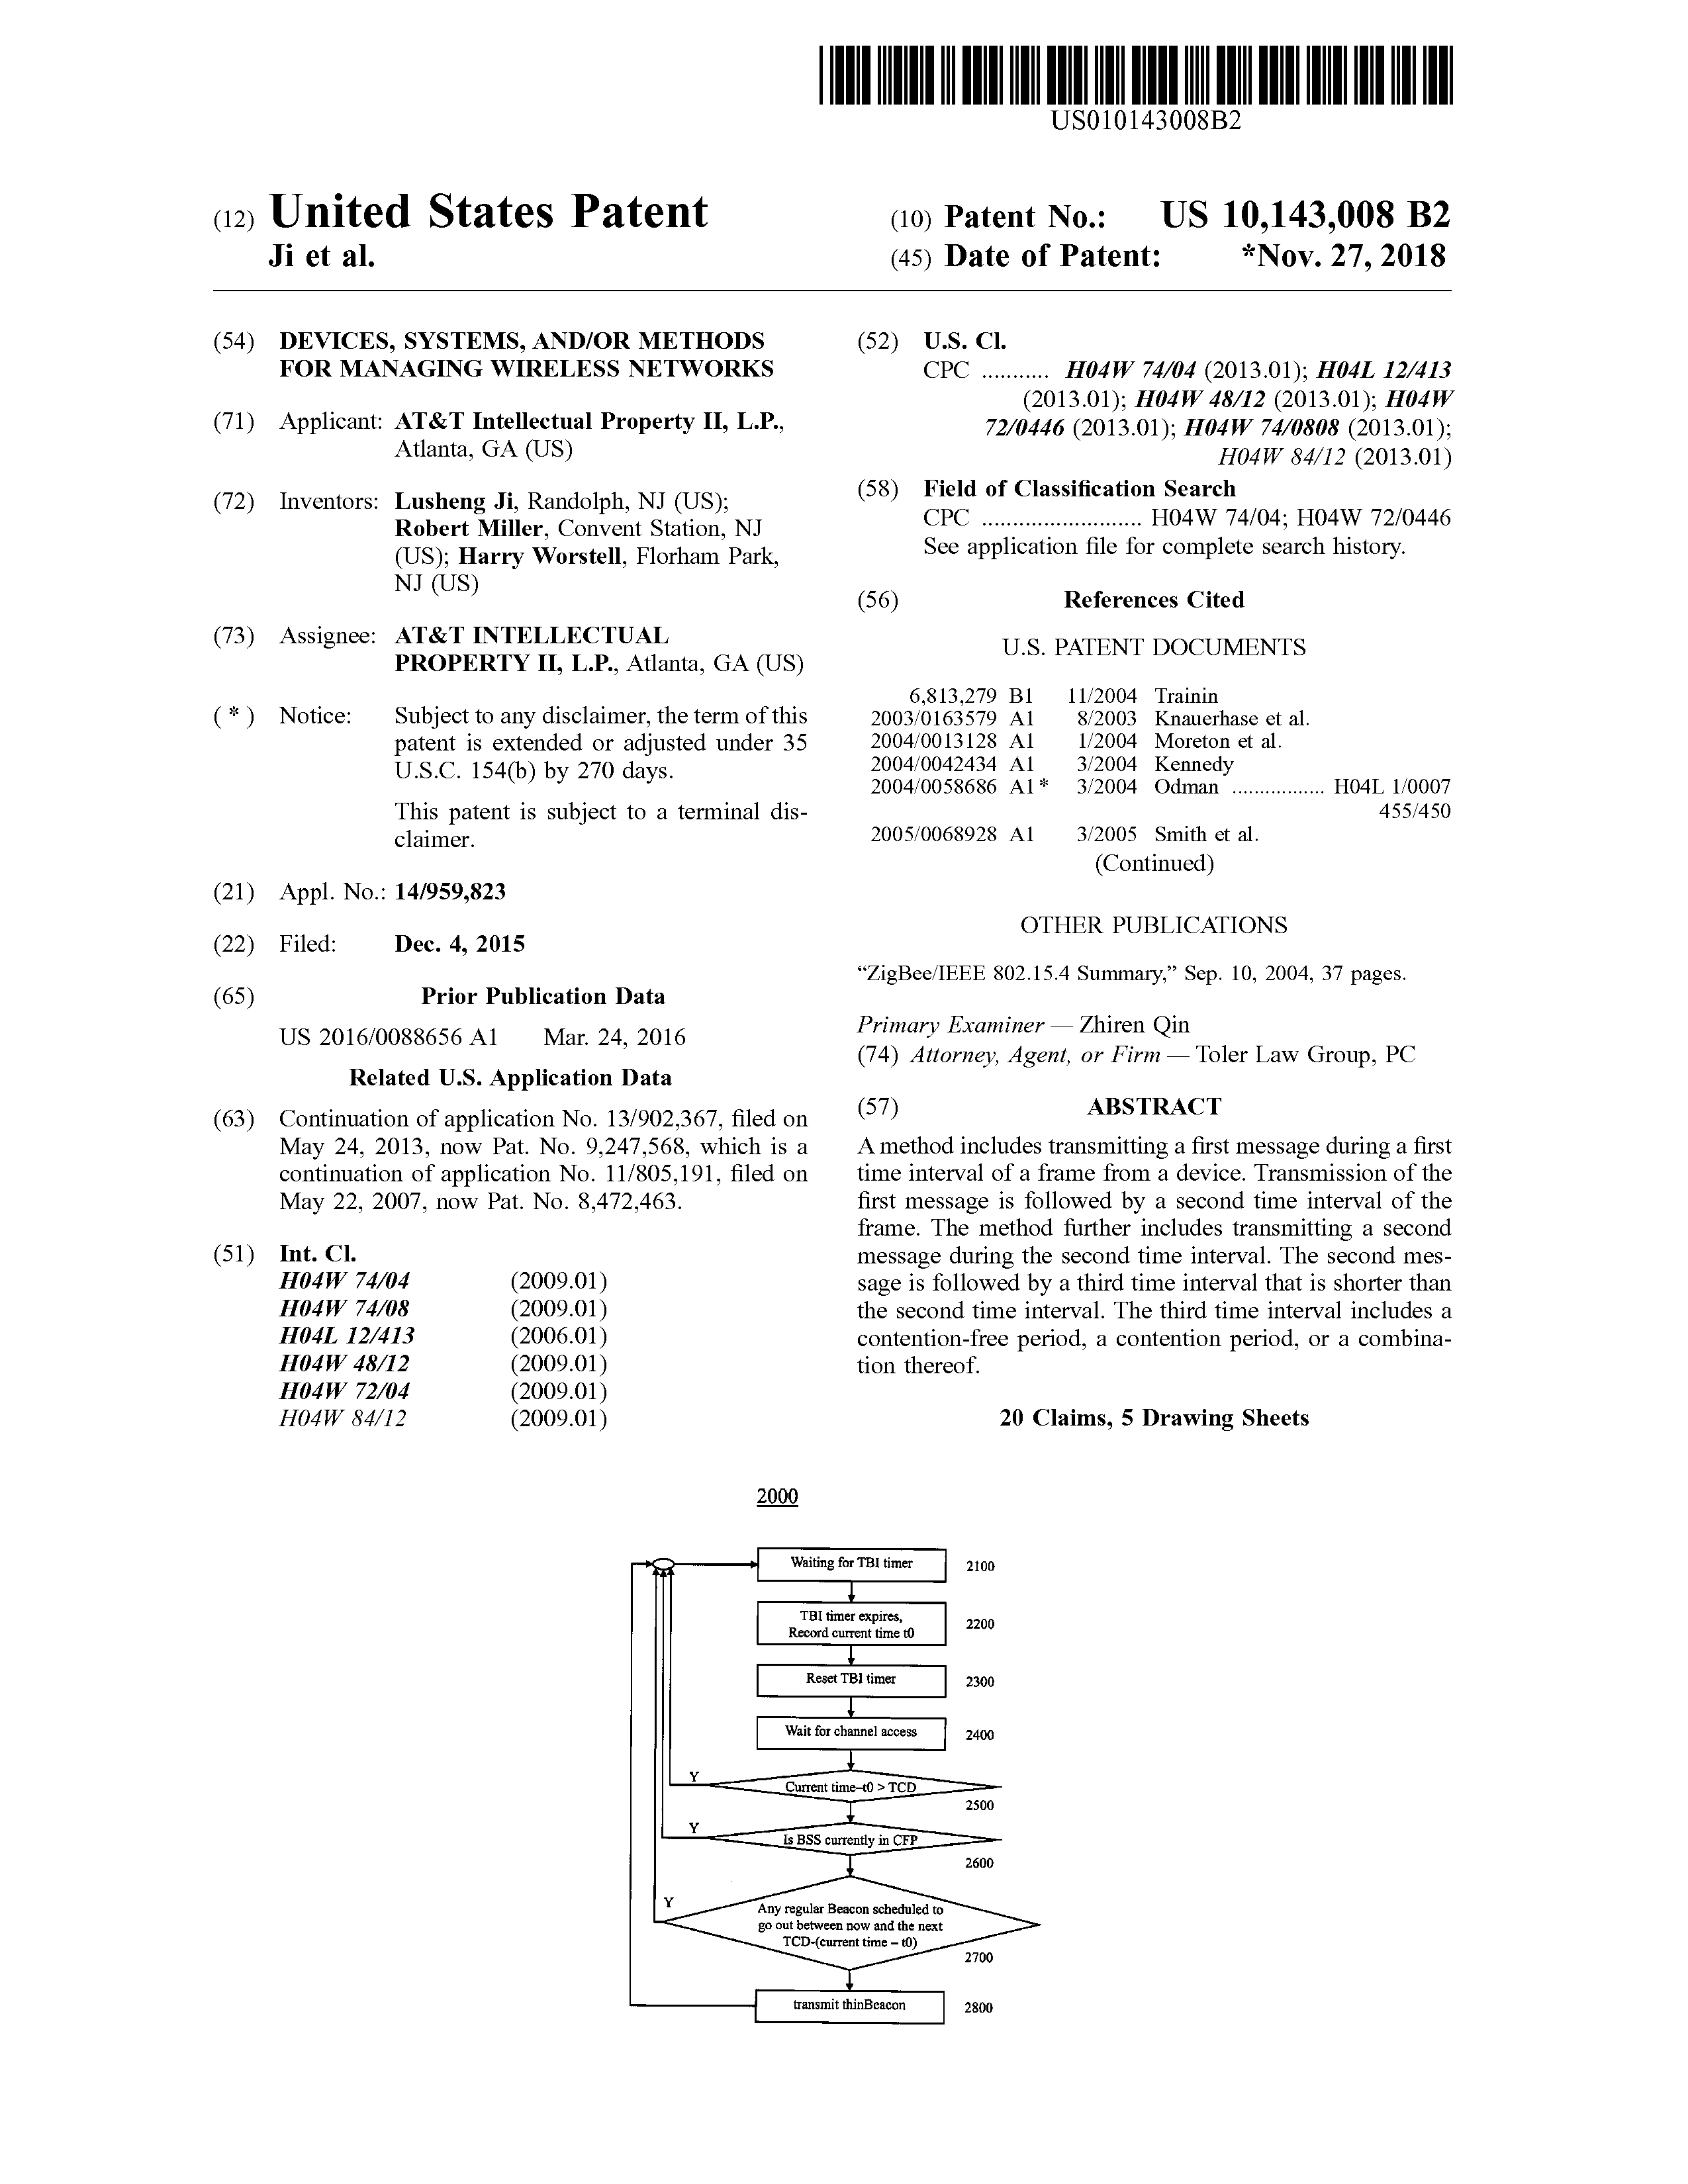 US010143008B2
(12) United States Patent
Ji et al.
(10) Patent No.: US 10,143,008 B2
(45) Date of Patent: *Nov. 27, 2018
(54) DEVICES, SYSTEMS, AND/OR METHODS
FOR MANAGING WIRELESS NETWORKS
(71) Applicant: AT&T Intellectual Property II, L.P.,
Atlanta, GA (US)
(72) Inventors: Lusheng Ji, Randolph, NJ (US);
Robert Miller, Convent Station, NJ
(US); Harry Worstell, Florham Park,
NJ (US)
(73) Assignee: AT&T INTELLECTUAL
PROPERTY II, L.P., Atlanta, GA (US)
( * ) Notice: Subject to any disclaimer, the term of this
patent is extended or adjusted under 35
U.S.C. 154(b) by 270 days.
This patent is subject to a terminal dis-
claimer.
(21) Appl. No.: 14/959,823
(22) Filed: Dec. 4, 2015
(65) Prior Publication Data
US 2016/0088656 A1 Mar. 24, 2016
Related U.S. Application Data
(63) Continuation of application No. 13/902,367, filed on
May 24, 2013, now Pat. No. 9,247,568, which is a
continuation of application No. 11/805,191, filed on
May 22, 2007, now Pat. No. 8,472,463.
(51) Int. Cl.
H04W 74/04 (2009.01)
H04W 74/08 (2009.01)
H04L 12/413 (2006.01)
H04W 48/12 (2009.01)
H04W 72/04 (2009.01)
H04W 84/12 (2009.01)
(52) U.S. Cl.
CPC ........... H04W 74/04 (2013.01); H04L 12/413
(2013.01); H04W 48/12 (2013.01); H04W
72/0446 (2013.01); H04W 74/0808 (2013.01);
H04W 84/12 (2013.01)
(58) Field of Classification Search
CPC .......................... H04W 74/04; H04W 72/0446
See application file for complete search history.
(56) References Cited
U.S. PATENT DOCUMENTS
6,813,279 B1 11/2004 Trainin
2003/0163579 A1 8/2003 Knauerhase et al.
2004/0013128 A1 1/2004 Moreton et al.
2004/0042434 A1 3/2004 Kennedy
2004/0058686 A1* 3/2004 Odman ................. H04L 1/0007
455/450
2005/0068928 A1 3/2005 Smith et al.
(Continued)
OTHER PUBLICATIONS
“ZigBee/IEEE 802.15.4 Summary,” Sep. 10, 2004, 37 pages.
Primary Examiner — Zhiren Qin
(74) Attorney, Agent, or Firm — Toler Law Group, PC
(57) ABSTRACT
A method includes transmitting a first message during a first
time interval of a frame from a device. Transmission of the
first message is followed by a second time interval of the
frame. The method further includes transmitting a second
message during the second time interval. The second mes-
sage is followed by a third time interval that is shorter than
the second time interval. The third time interval includes a
contention-free period, a contention period, or a combina-
tion thereof.
20 Claims, 5 Drawing Sheets
2000
Waiting for TBI timer 2100
TBI timer expires,
Record current time t0 2200
Reset TBI timer 2300
Wait for channel access 2400
Y
Current time–t0 > TCD
2500
Y
Is BSS currently in CFP
2600
Y
Any regular Beacon scheduled to
go out between now and the next
TCD-(current time – t0)
2700
transmit thinBeacon 2800